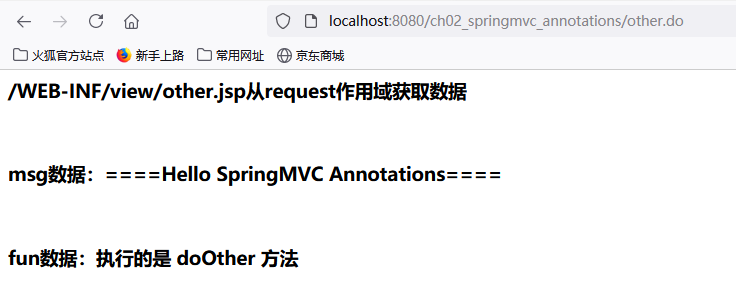 localhost:8080/ch02_springmvc_annotations/other.do
火狐官方站点 新手上路 常用网址 京东商城
/WEB-INF/view/other.jsp从request作用域获取数据
msg数据：====Hello SpringMVC Annotations====
fun数据：执行的是 doOther 方法